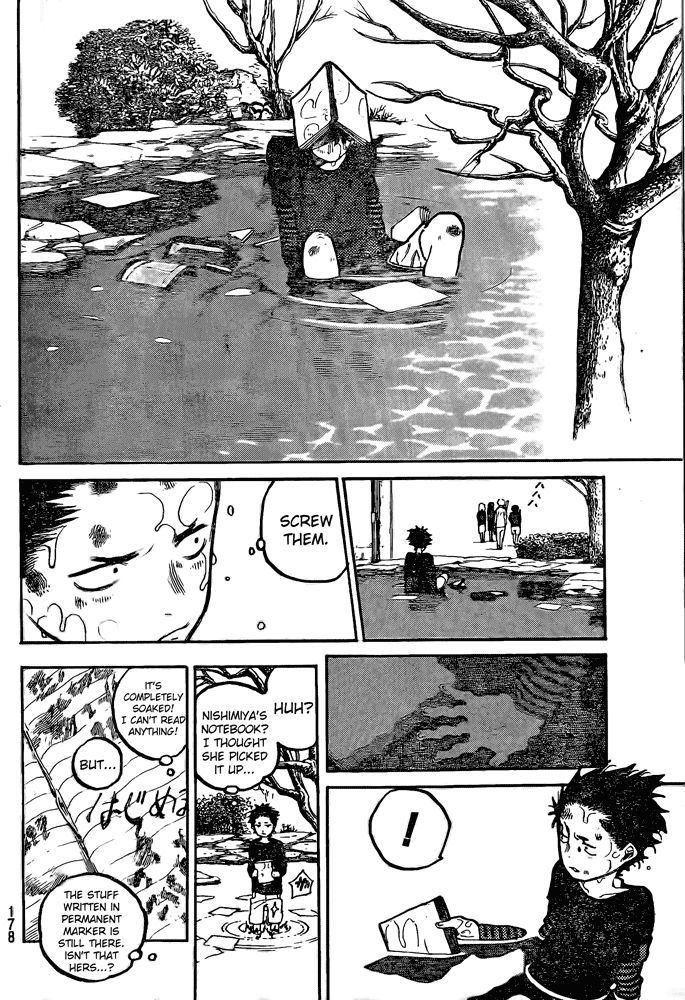 SCREW
THEM.
!
HUH?
NISHIMIYA'S
NOTEBOOK?
I THOUGHT
SHE PICKED
IT UP...
IT'S
COMPLETELY
SOAKED!
I CAN'T READ
ANYTHING!
BUT...
はじめ
THE STUFF
WRITTEN IN
PERMANENT
MARKER IS
STILL THERE.
ISN'T THAT
HERS...?
178